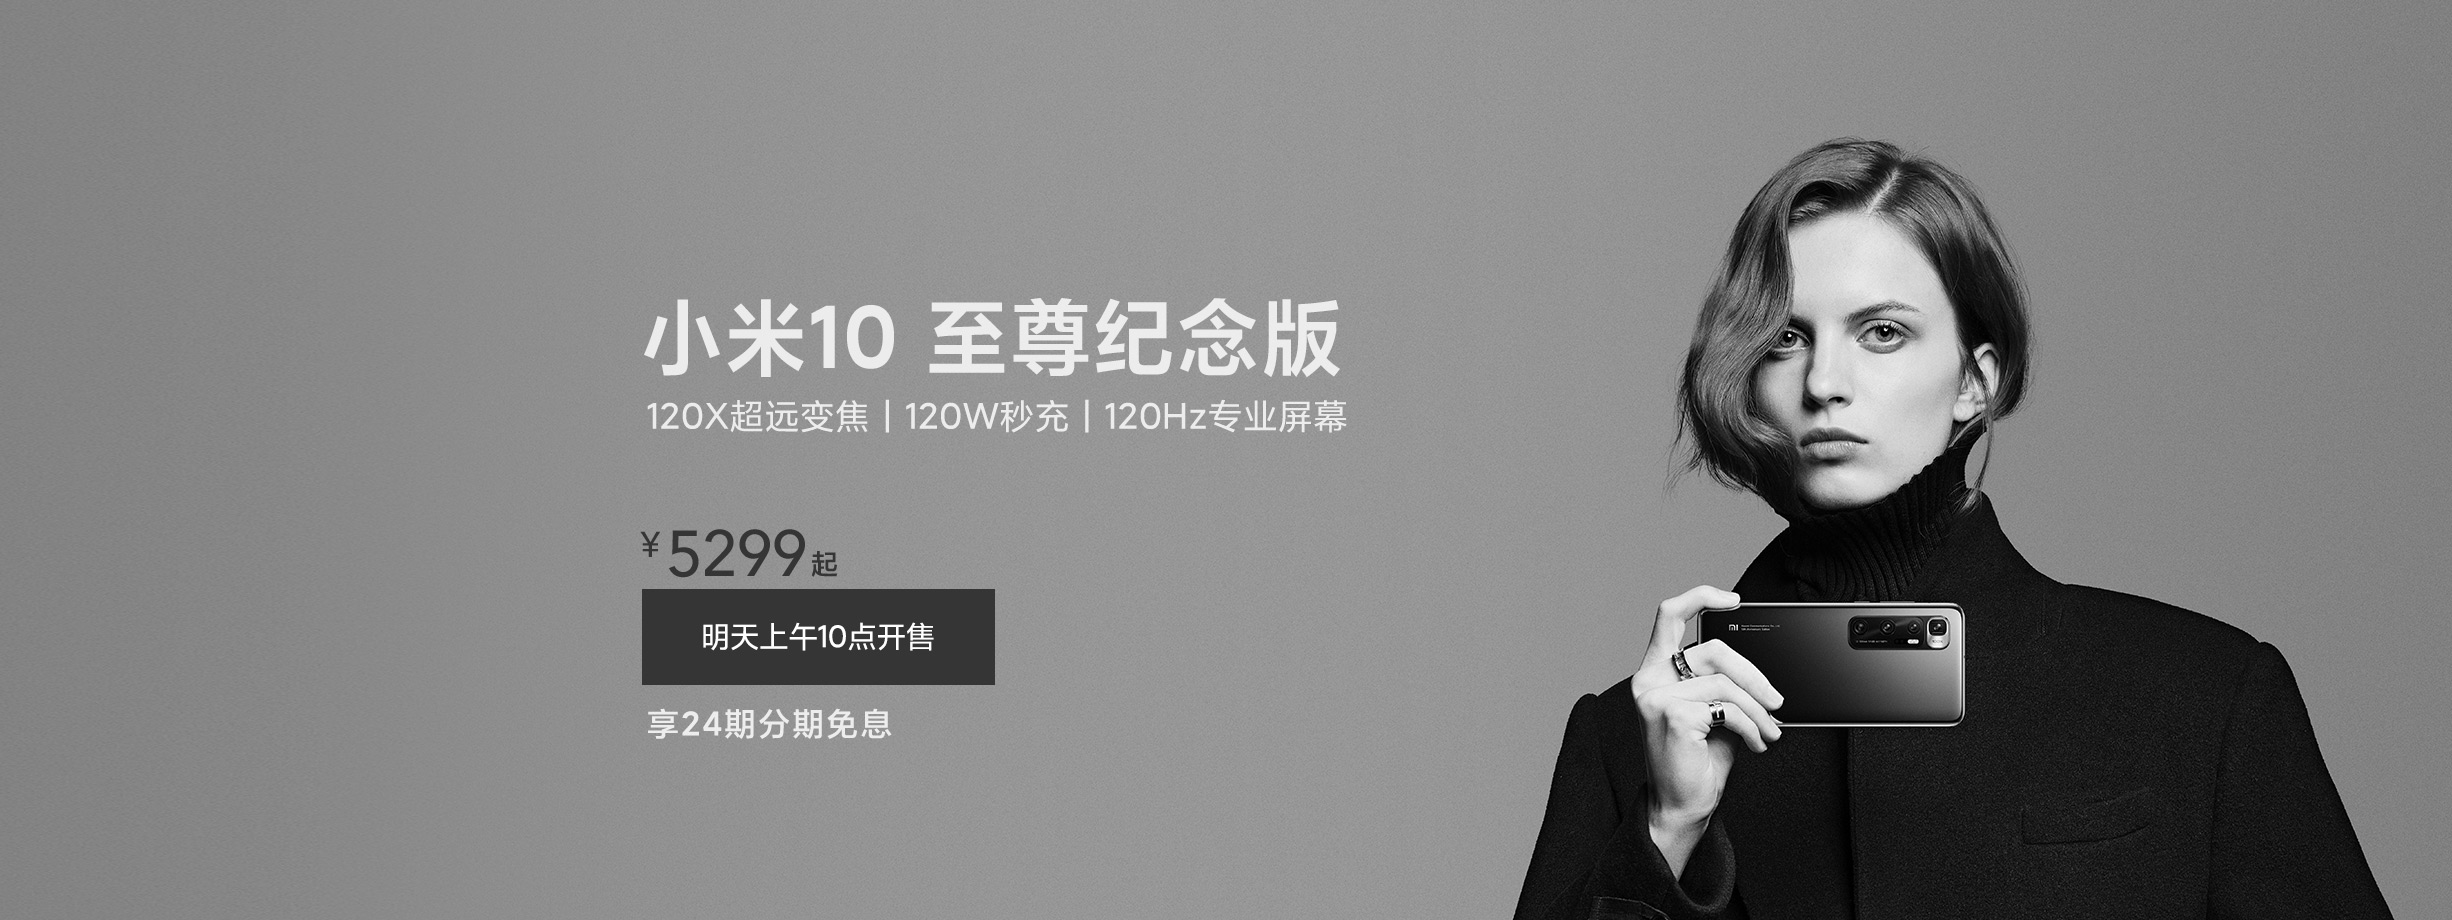 小米10 至尊纪念版
120X超远变焦 | 120W秒充 | 120Hz专业屏幕
¥5299起
明天上午10点开售
享24期分期免息